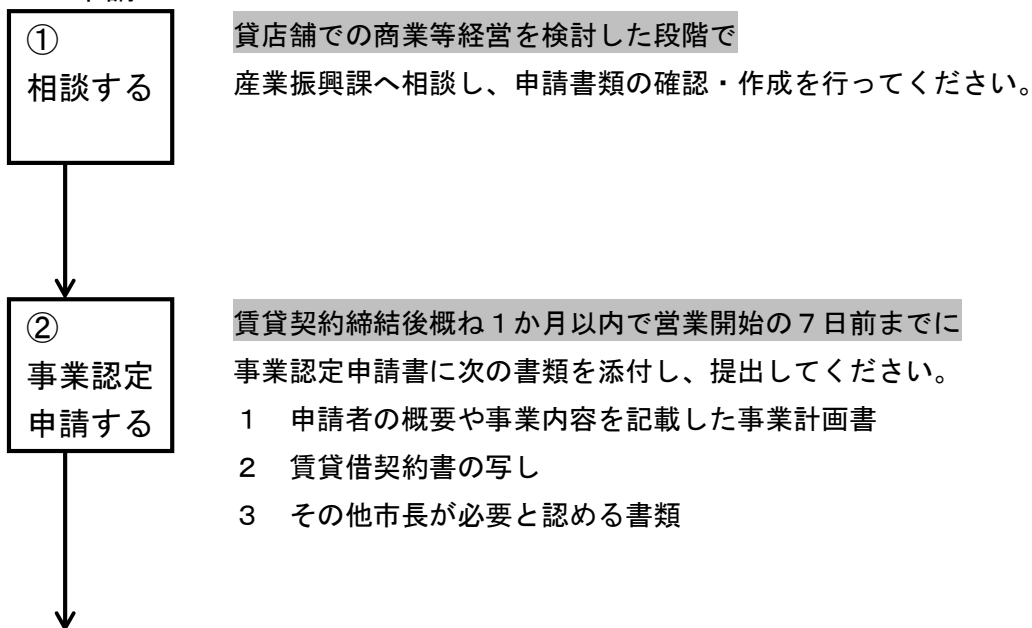 ①
相談する
貸店舗での商業等経営を検討した段階で
産業振興課へ相談し、申請書類の確認・作成を行ってください。
②
事業認定
申請する
賃貸契約締結後概ね１か月以内で営業開始の７日前までに
事業認定申請書に次の書類を添付し、提出してください。
１　申請者の概要や事業内容を記載した事業計画書
２　賃貸借契約書の写し
３　その他市長が必要と認める書類